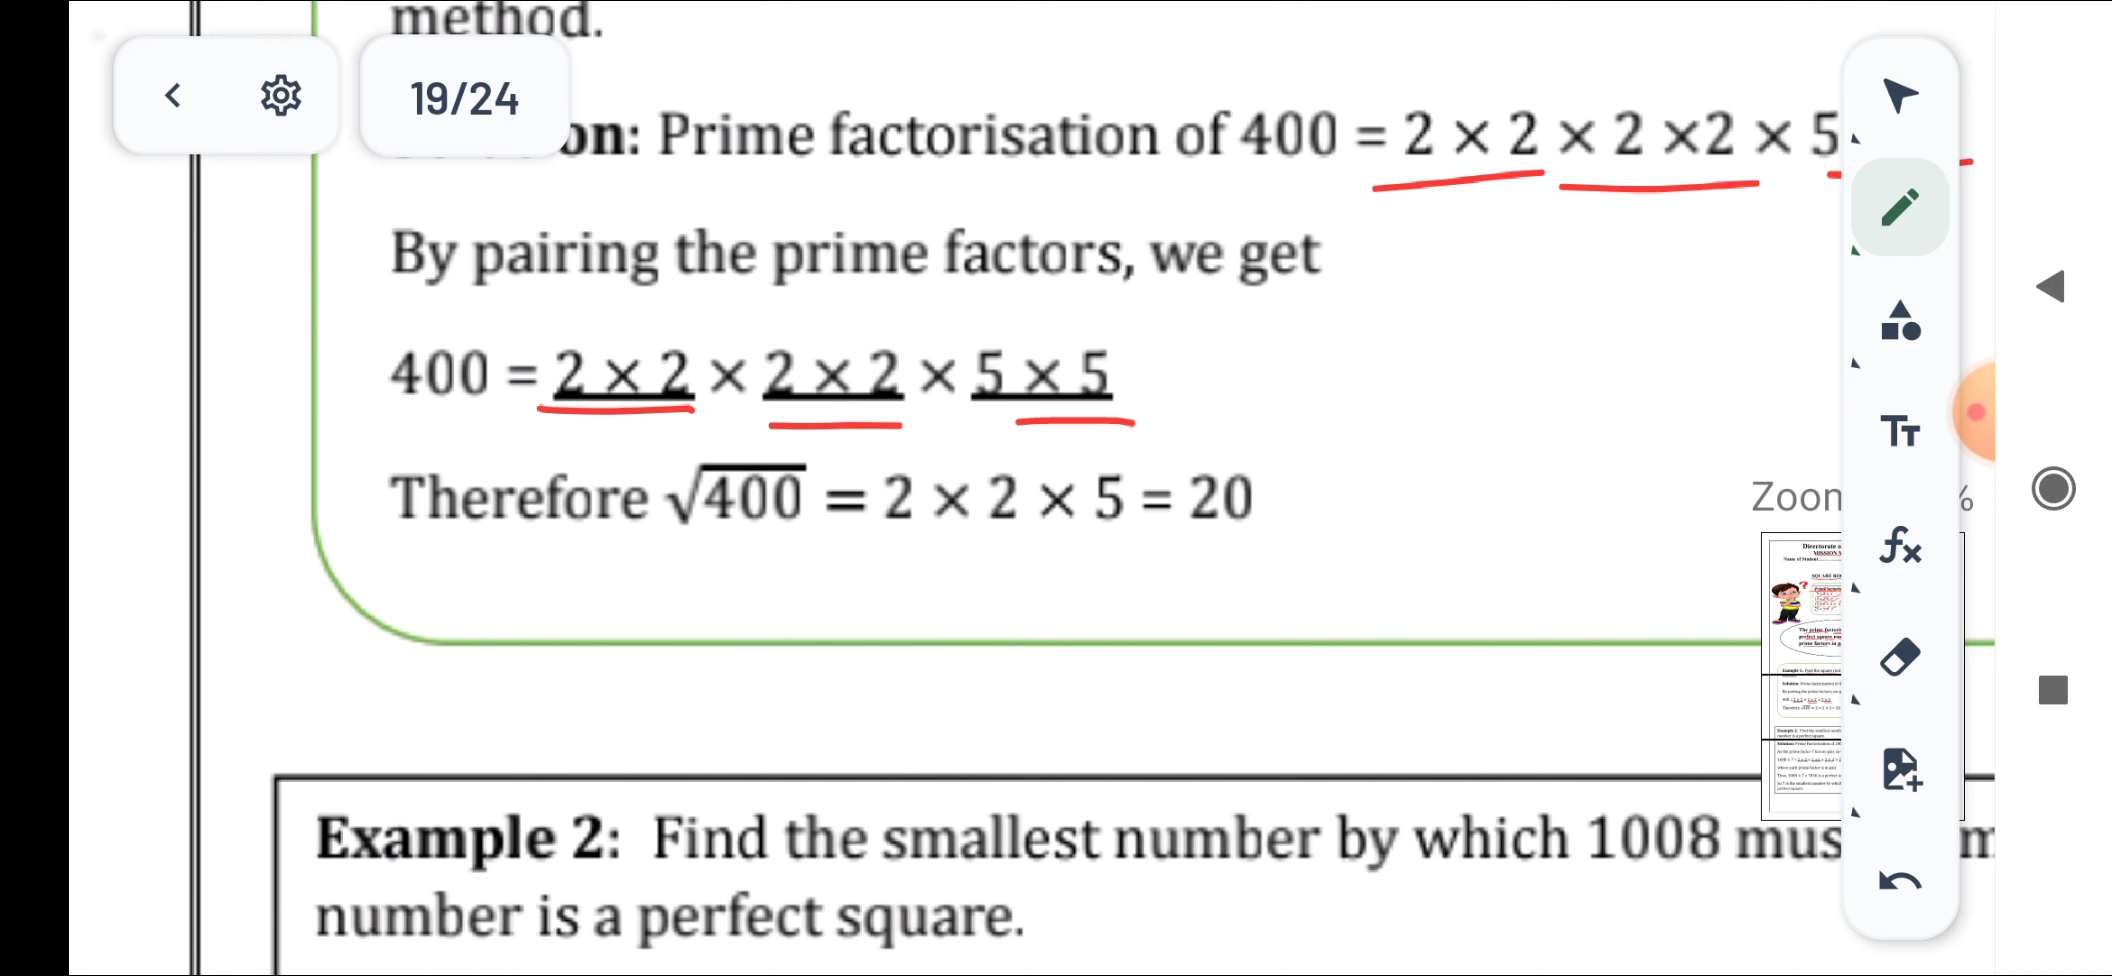 method.
19/24
on: Prime factorisation of 400 = 2 × 2 × 2 ×2 × 5
By pairing the prime factors, we get
400 = 2 × 2 × 2 × 2 × 5 × 5
Therefore √400 = 2 × 2 × 5 = 20
Zoom %
Example 2: Find the smallest number by which 1008 mus m
number is a perfect square.